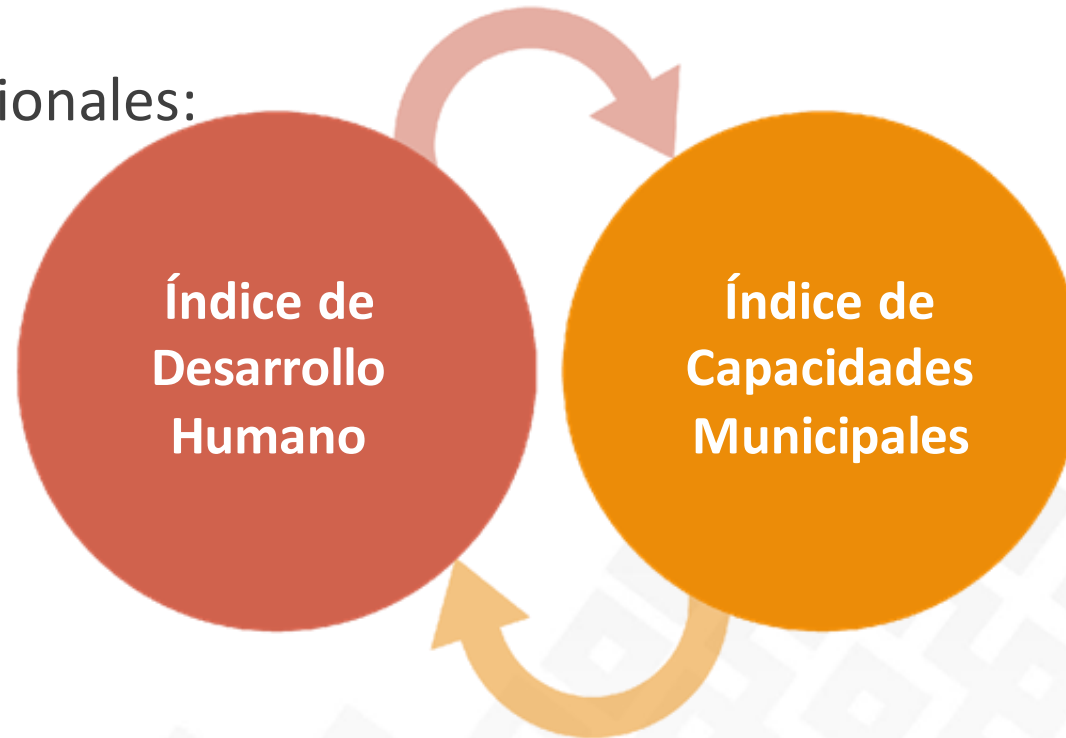 ionales:
Índice de
Desarrollo
Humano
Índice de
Capacidades
Municipales